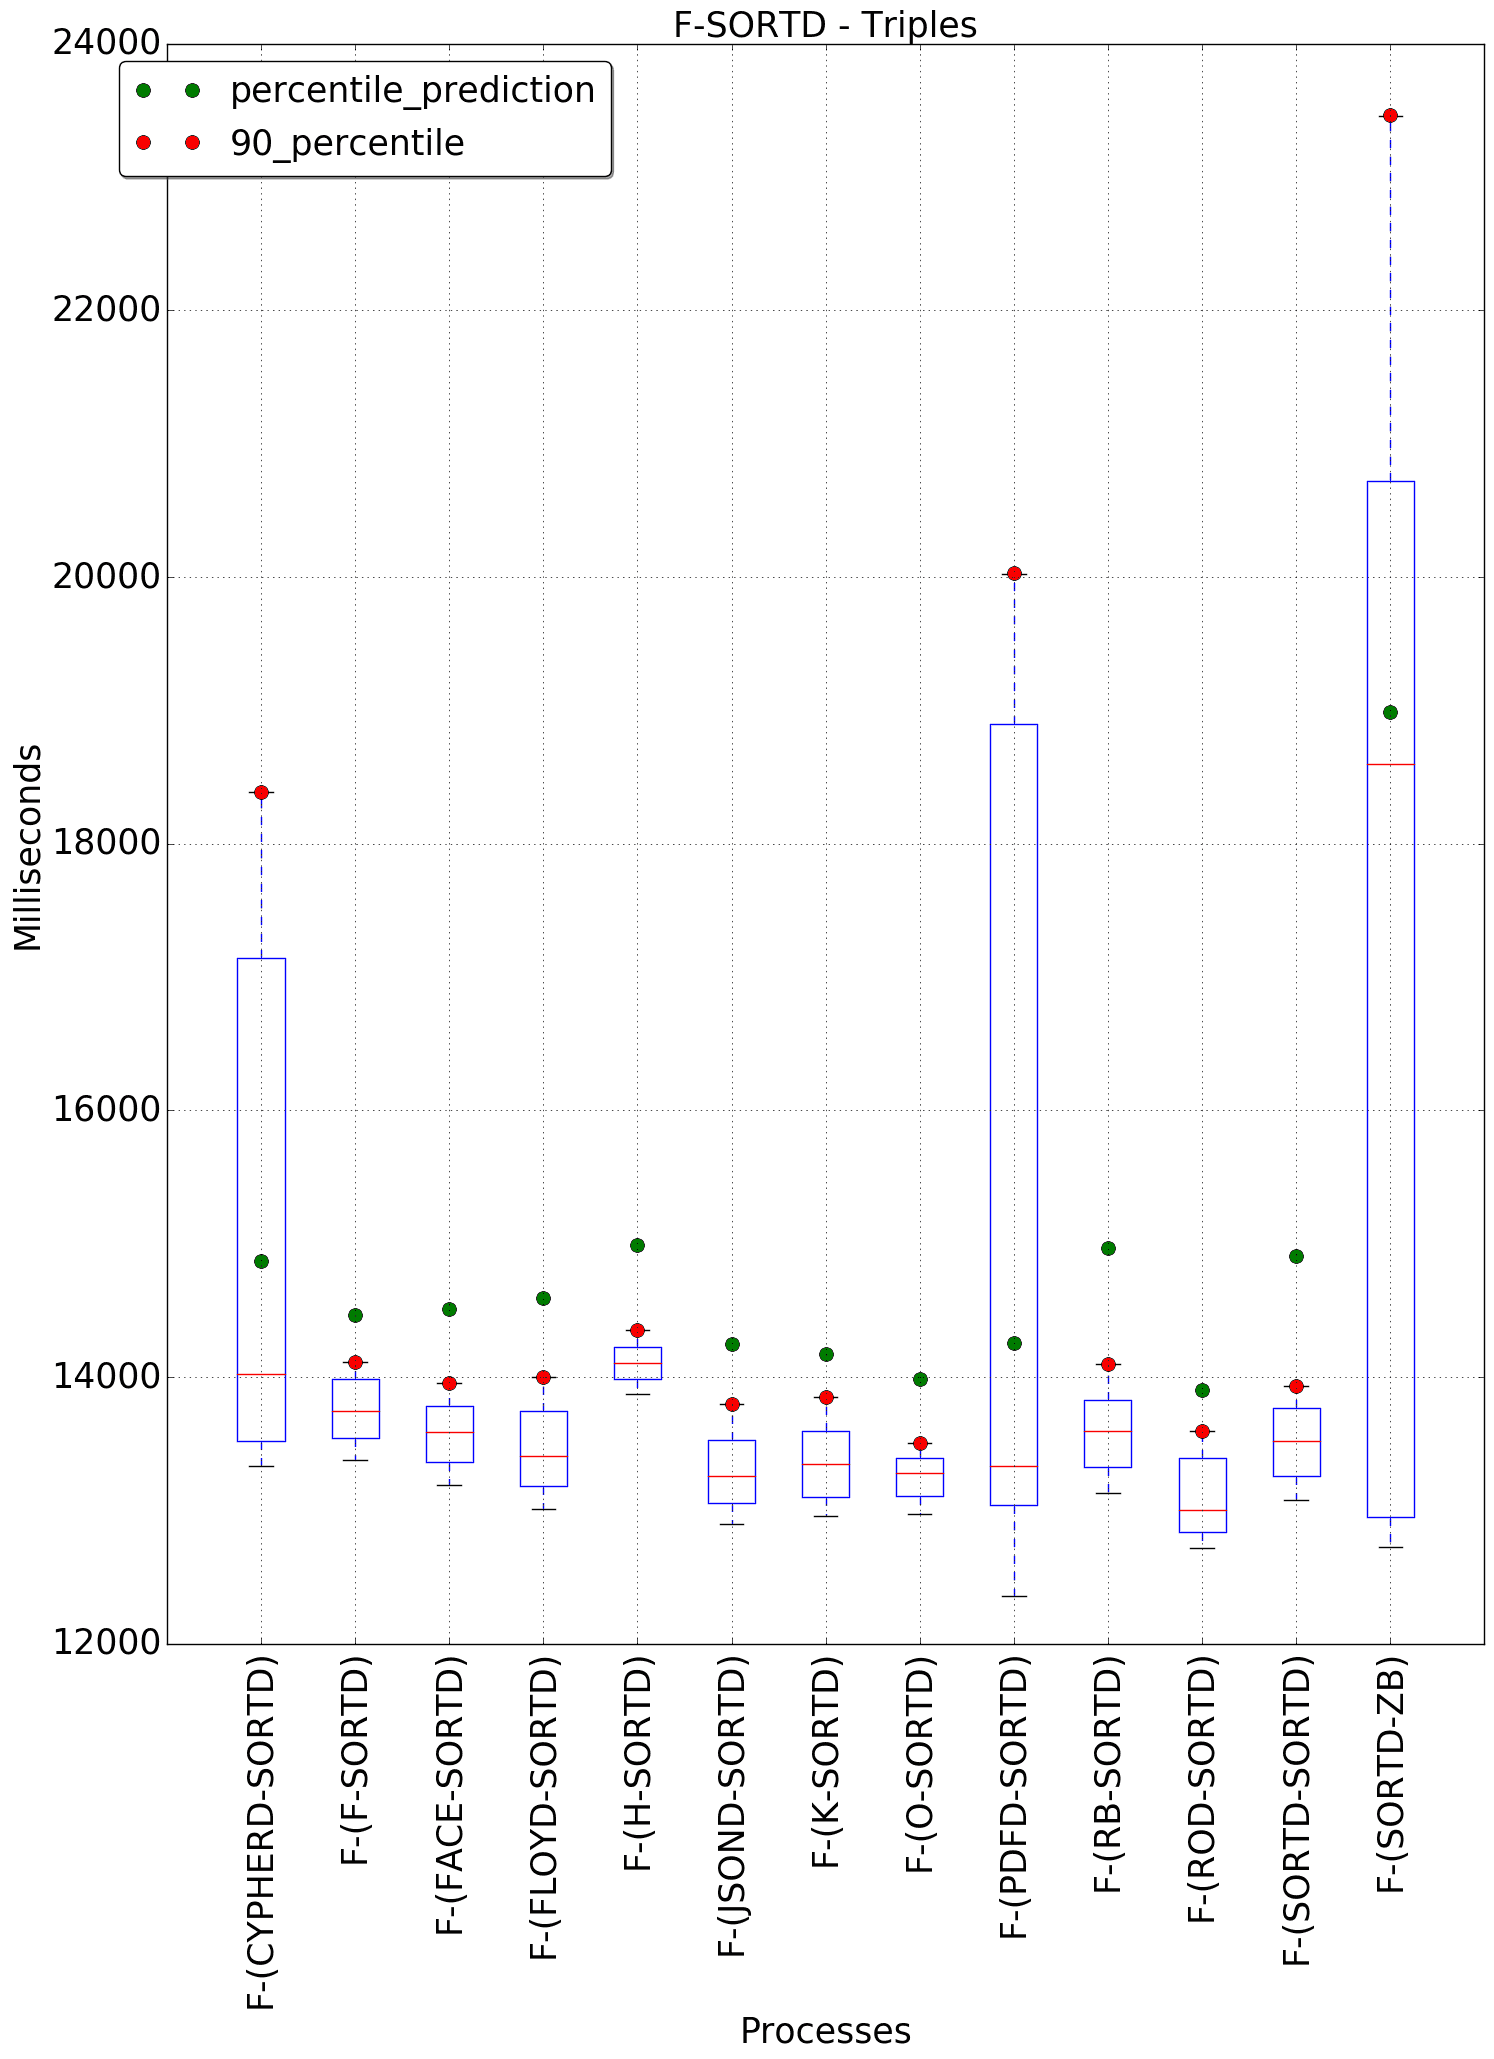 F-SORTD - Triples
24000
22000
20000
18000
16000
14000
12000
Milliseconds
percentile_prediction
90_percentile
F-(CYPHERD-SORTD)
F-(F-SORTD)
F-(FACE-SORTD)
F-(FLOYD-SORTD)
F-(H-SORTD)
F-(JSOND-SORTD)
F-(K-SORTD)
F-(O-SORTD)
F-(PDFD-SORTD)
F-(RB-SORTD)
F-(ROD-SORTD)
F-(SORTD-SORTD)
F-(SORTD-ZB)
Processes